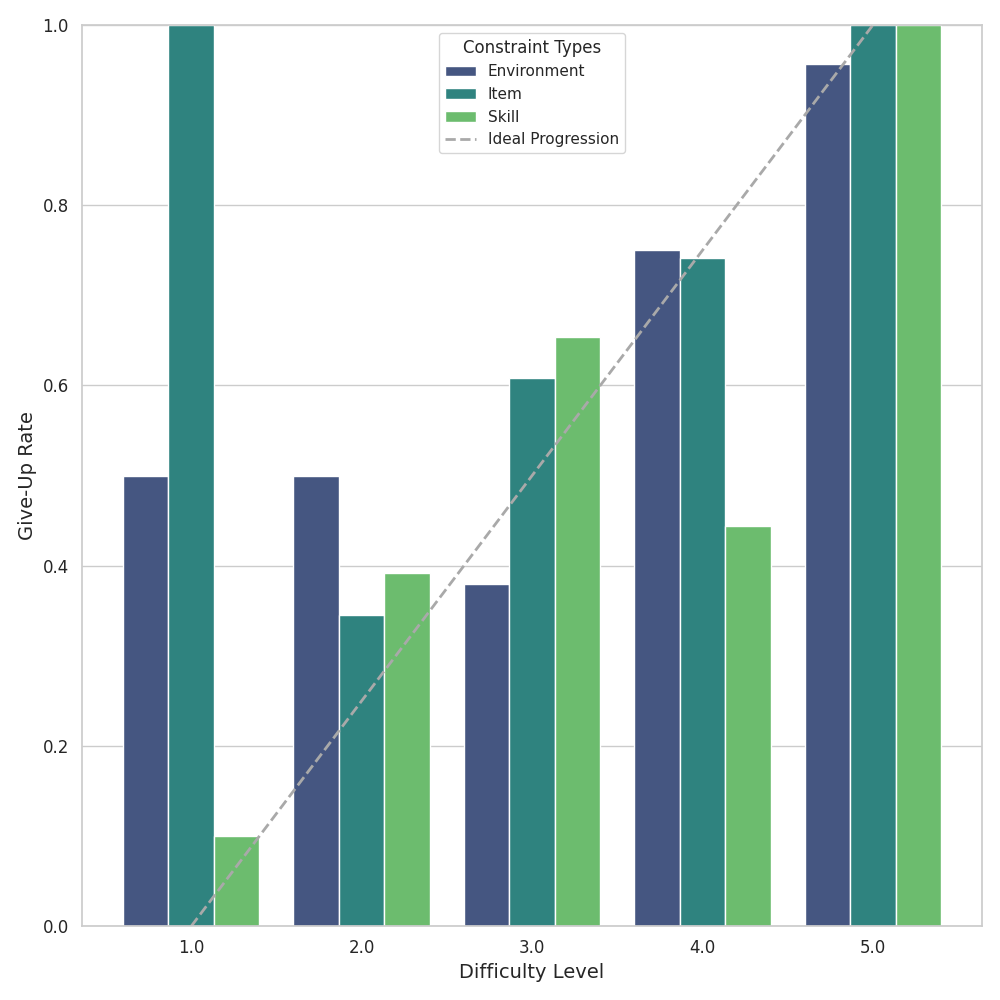 1.0
0.8
0.6
0.4
0.2
0.0
Give-Up Rate
Constraint Types
Environment
Item
Skill
Ideal Progression
1.0 2.0 3.0 4.0 5.0
Difficulty Level